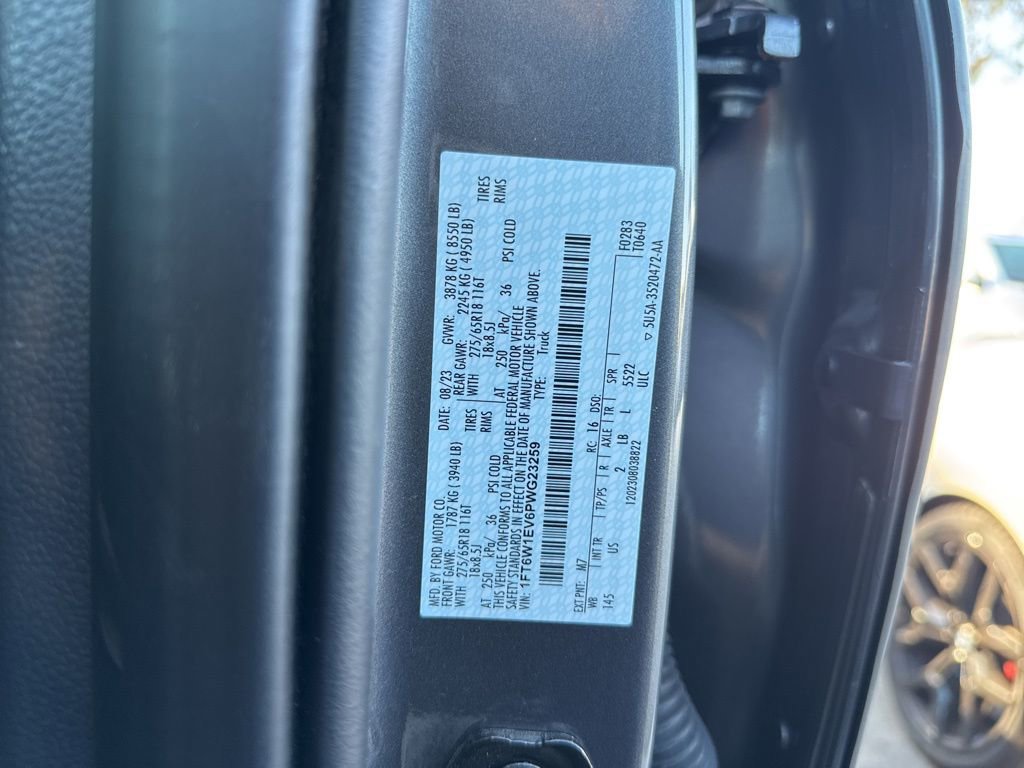 MFD. BY FORD MOTOR CO. DATE: 08/23 GVWR: 3878 KG ( 8550 LB)
FRONT GAWR: 1787 KG ( 3940 LB) REAR GAWR: 2245 KG ( 4950 LB)
WITH 275/65R18 116T TIRES WITH 275/65R18 116T TIRES
18x8.5J RIMS 18x8.5J RIMS
AT 250 kPa/ 36 PSI COLD AT 250 kPa/ 36 PSI COLD
THIS VEHICLE CONFORMS TO ALL APPLICABLE FEDERAL MOTOR VEHICLE
SAFETY STANDARDS IN EFFECT ON THE DATE OF MANUFACTURE SHOWN ABOVE.
VIN: 1FT6W1EV6PWG23259 TYPE: Truck
EXT PNT: M7 RC: 16 DSO: F0283
WB INT TR TP/PS R AXLE TR SPR T0640
145 US 2 LB L 5522
1202308038822 ULC
▽ 5U5A-3520472-AA